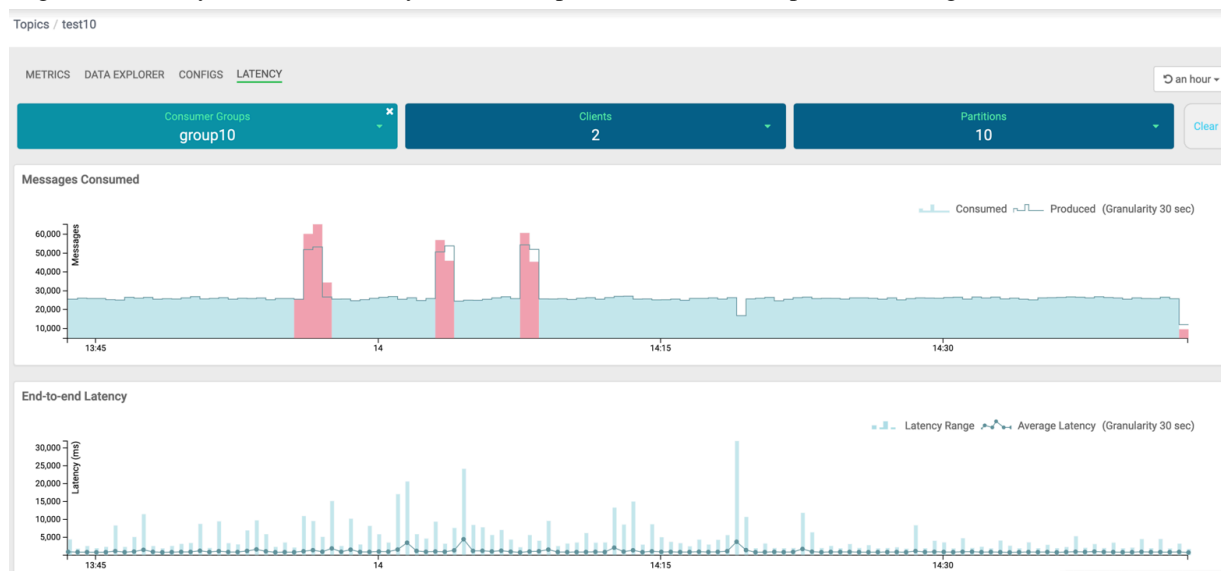 Topics / test10
METRICS DATA EXPLORER CONFIGS LATENCY
an hour
Consumer Groups
group10
Clients
2
Partitions
10
Clear
Messages Consumed
Consumed Produced (Granularity 30 sec)
Messages
60,000
50,000
40,000
30,000
20,000
10,000
13:45 14 14:15 14:30
End-to-end Latency
Latency Range Average Latency (Granularity 30 sec)
Latency (ms)
30,000
25,000
20,000
15,000
10,000
5,000
13:45 14 14:15 14:30